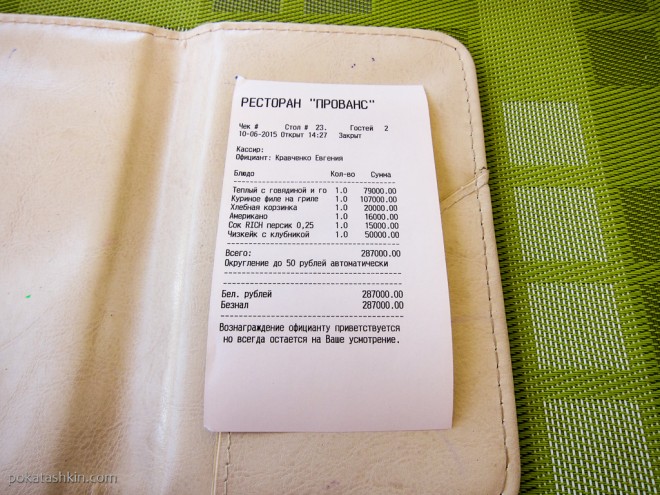 РЕСТОРАН "ПРОВАНС"
Чек # Стол # 23. Гостей 2
10-06-2015 Открыт 14:27 Закрыт
Кассир:
Официант: Кравченко Евгения
Блюдо Кол-во Сумма
Теплый с говядиной и го 1.0 79000.00
Куриное филе на гриле 1.0 107000.00
Хлебная корзинка 1.0 20000.00
Американо 1.0 16000.00
Сок RICH персик 0,25 1.0 15000.00
Чизкейк с клубникой 1.0 50000.00
Всего: 287000.00
Округление до 50 рублей автоматически
Бел. рублей 287000.00
Безнал 287000.00
Вознаграждение официанту приветствуется
но всегда остается на Ваше усмотрение.
pokatashkin.com